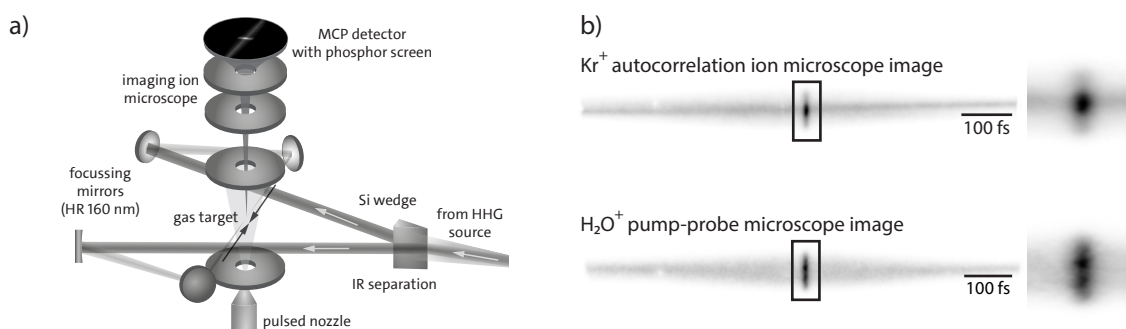 a)
MCP detector
with phosphor screen
imaging ion
microscope
focussing
mirrors
(HR 160 nm)
gas target
Si wedge
from HHG
source
IR separation
pulsed nozzle
b)
Kr⁺ autocorrelation ion microscope image
100 fs
H₂O⁺ pump-probe microscope image
100 fs